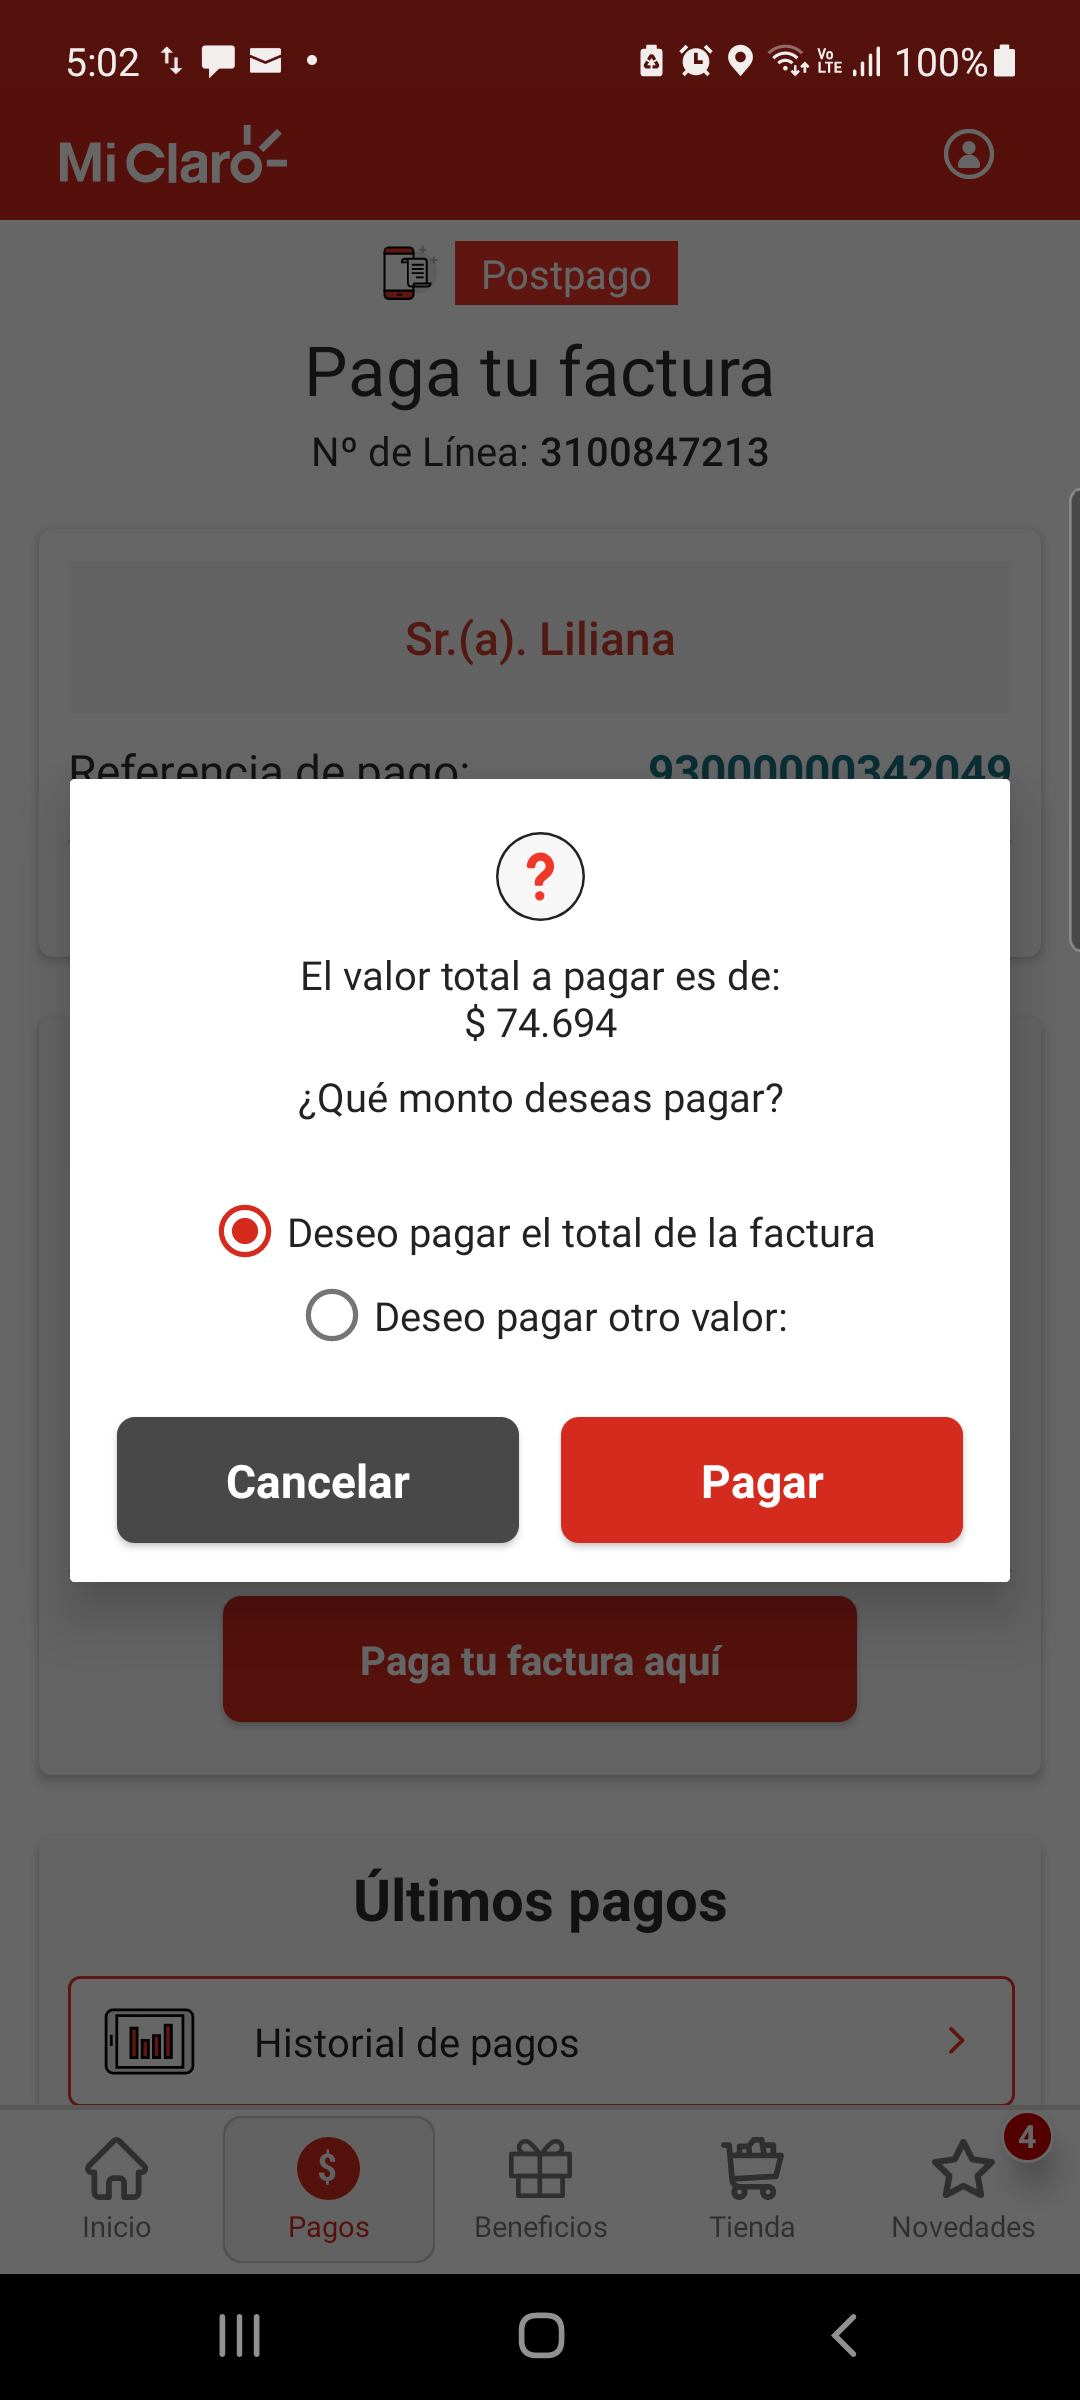 5:02
Vo LTE 100%
Mi Claro
Postpago
Paga tu factura
Nº de Línea: 3100847213
Sr.(a). Liliana
Referencia de pago: 93000000342049
?
El valor total a pagar es de:
$ 74.694
¿Qué monto deseas pagar?
Deseo pagar el total de la factura
Deseo pagar otro valor:
Cancelar
Pagar
Paga tu factura aquí
Últimos pagos
Historial de pagos
4
$
Inicio
Pagos
Beneficios
Tienda
Novedades